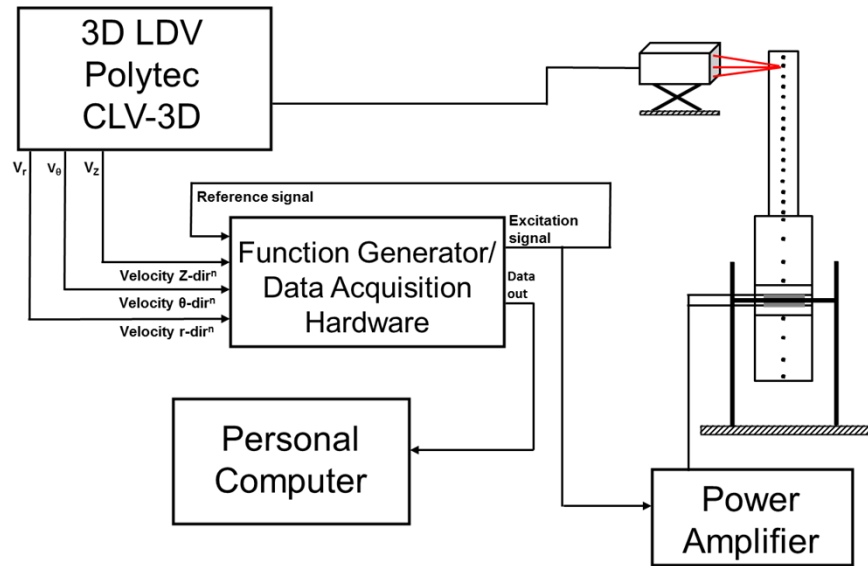 3D LDV
Polytec
CLV-3D
Vr
Vθ
VZ
Reference signal
Excitation
signal
Function Generator/
Data Acquisition
Hardware
Data
out
Velocity Z-dirⁿ
Velocity θ-dirⁿ
Velocity r-dirⁿ
Personal
Computer
Power
Amplifier